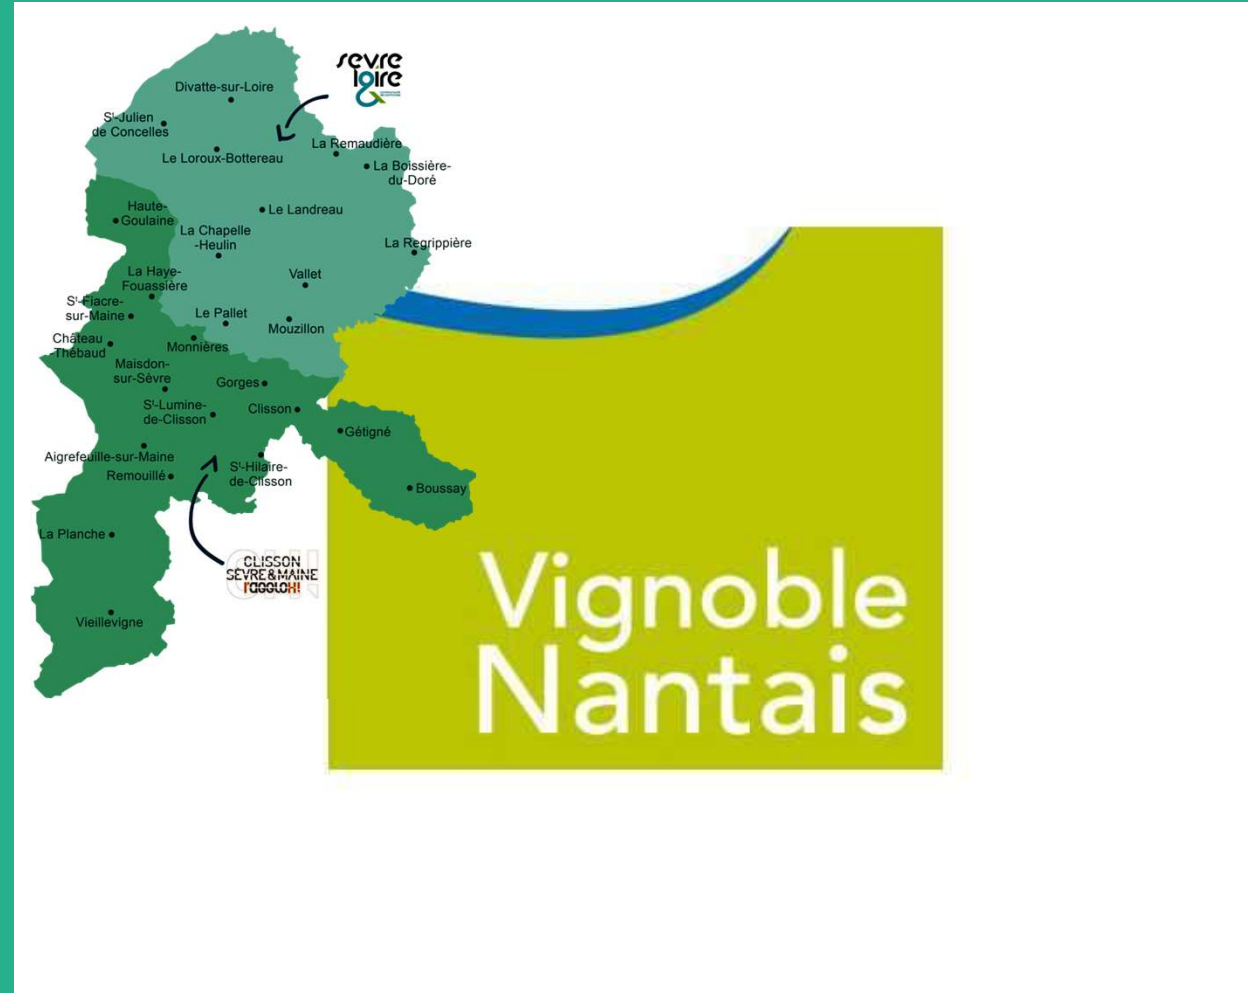 sevre
loire
Divatte-sur-Loire
Sᵗ-Julien
de Concelles
Le Loroux-Bottereau
La Remaudière
La Boissière-
du-Doré
Haute-
Goulaine
Le Landreau
La Chapelle
-Heulin
La Regrippière
La Haye-
Fouassière
Vallet
Sᵗ-Fiacre-
sur-Maine
Le Pallet
Mouzillon
Château
-Thébaud
Monnières
Maisdon-
sur-Sèvre
Gorges
Sᵗ-Lumine-
de-Clisson
Clisson
Gétigné
Aigrefeuille-sur-Maine
Remouillé
Sᵗ-Hilaire-
de-Clisson
Boussay
La Planche
CLISSON
SÈVRE&MAINE
l'aggloH!
Vieillevigne
Vignoble
Nantais